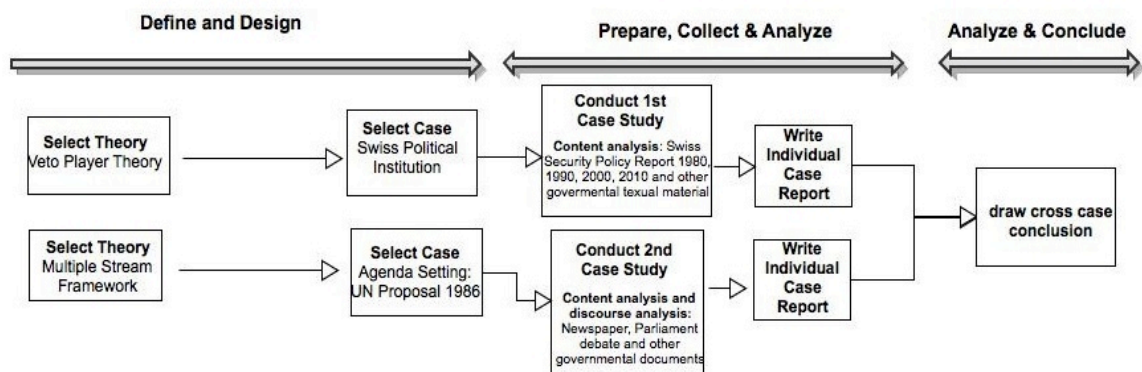 Define and Design
Prepare, Collect & Analyze
Analyze & Conclude
Select Theory
Veto Player Theory
Select Case
Swiss Political
Institution
Conduct 1st
Case Study
Content analysis: Swiss
Security Policy Report 1980,
1990, 2000, 2010 and other
govermental texual material
Write
Individual
Case
Report
draw cross case
conclusion
Select Theory
Multiple Stream
Framework
Select Case
Agenda Setting:
UN Proposal 1986
Conduct 2nd
Case Study
Content analysis and
discourse analysis:
Newspaper, Parliament
debate and other
governmental documents
Write
Individual
Case
Report